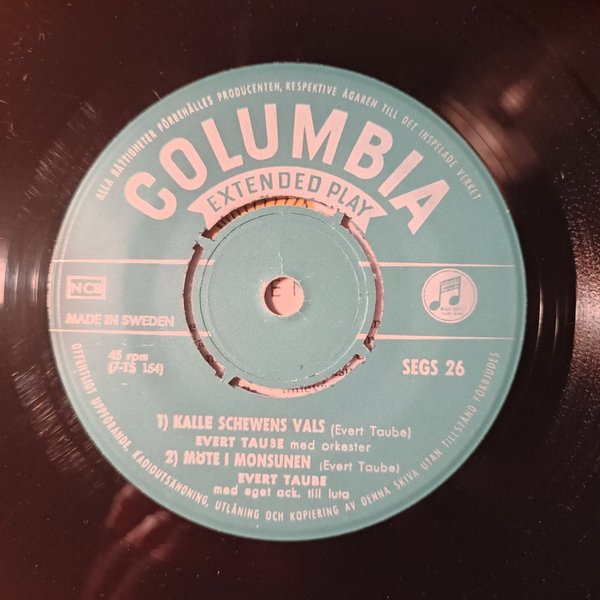 ALLA RÄTTIGHETER FÖRBEHÅLLES PRODUCENTEN, RESPEKTIVE ÄGAREN TILL DET INSPELADE VERKET
COLUMBIA
EXTENDED PLAY
NCB
MADE IN SWEDEN
45 rpm
(7-TS 154)
SEGS 26
1) KALLE SCHEWENS VALS (Evert Taube)
EVERT TAUBE med orkester
2) MÖTE I MONSUNEN (Evert Taube)
EVERT TAUBE
med eget ack. till luta
OFFENTLIGT UPPFÖRANDE, RADIOUTSÄNDNING, UTLÅNING OCH KOPIERING AV DENNA SKIVA UTAN TILLSTÅND FÖRBJUDES